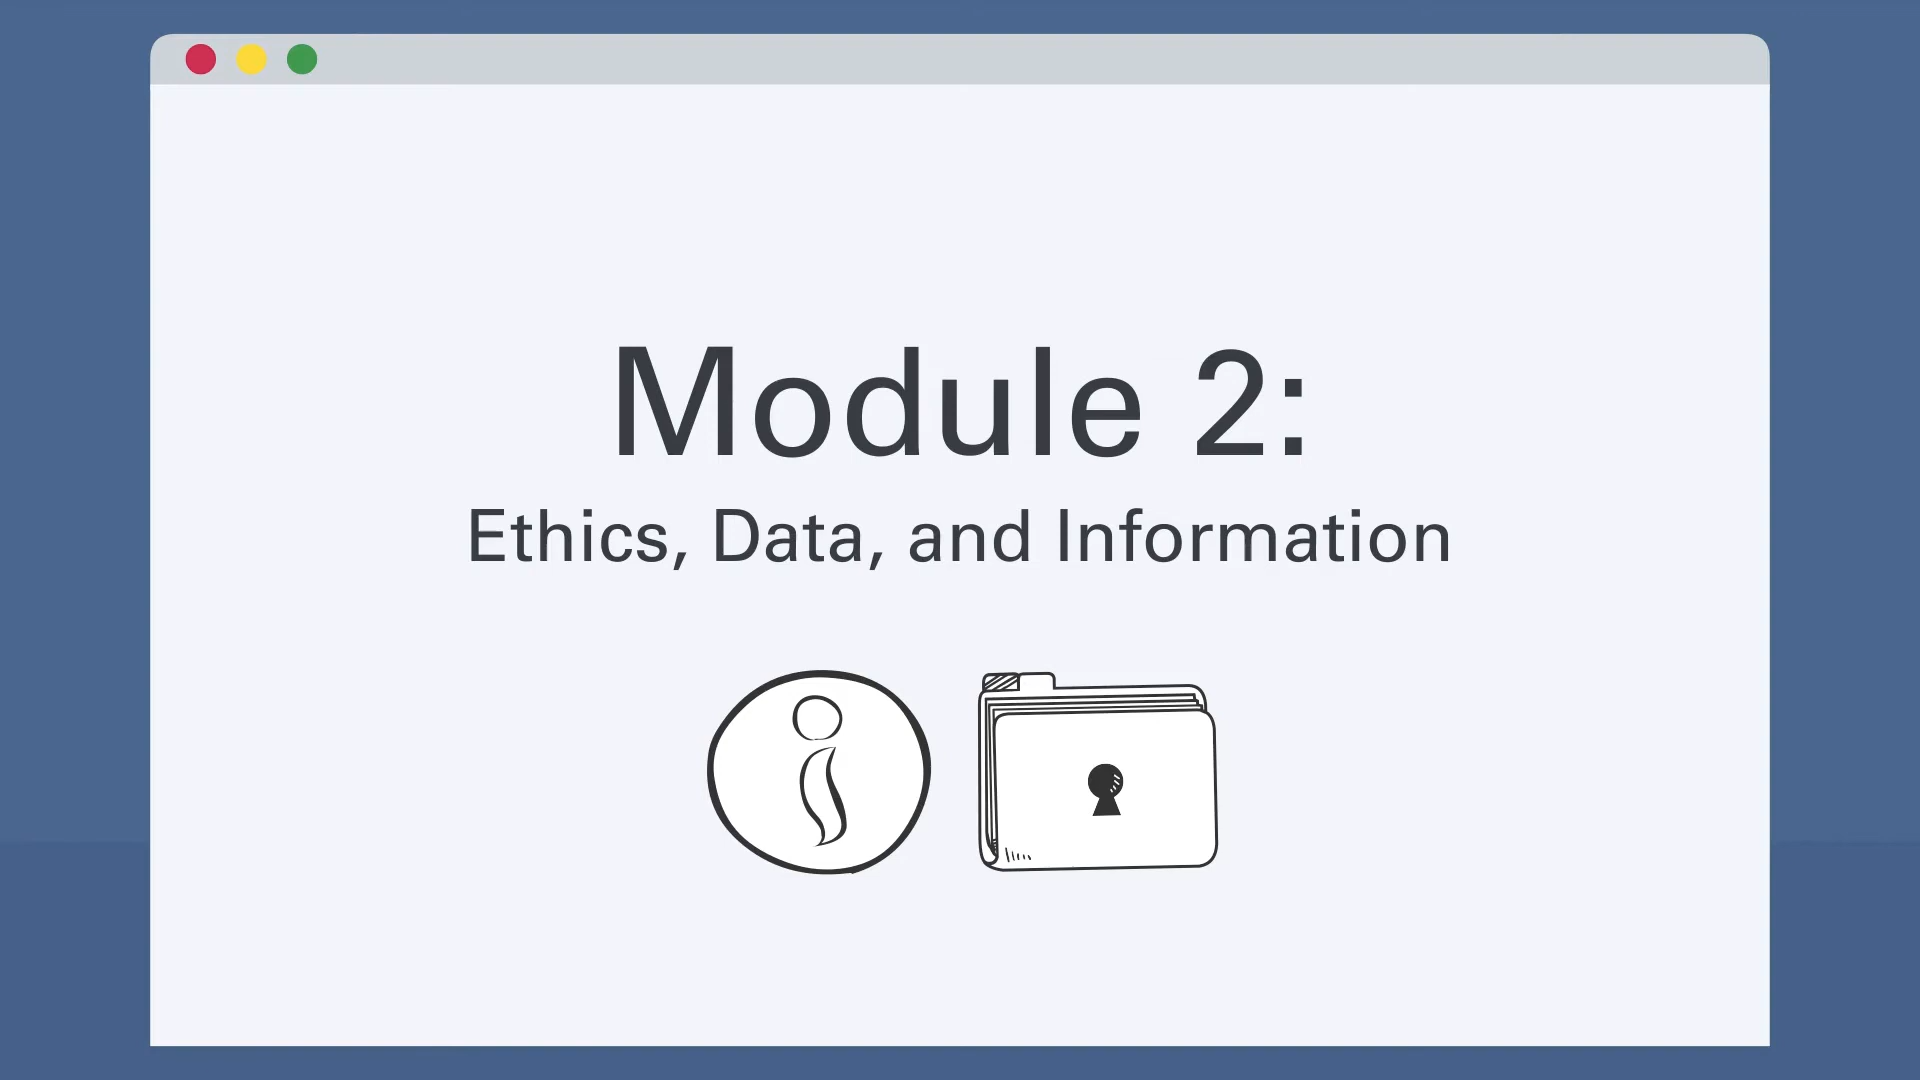 Module 2:
Ethics, Data, and Information